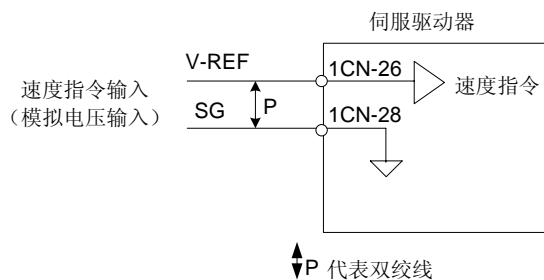 伺服驱动器
V-REF
1CN-26
速度指令输入
（模拟电压输入）
P
速度指令
SG
1CN-28
P 代表双绞线